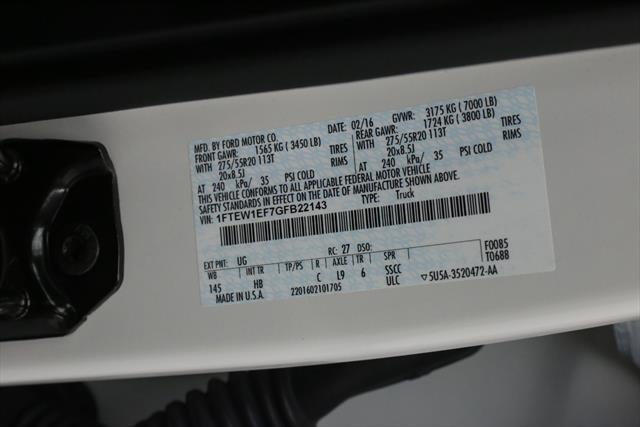 MFD. BY FORD MOTOR CO.
DATE: 02/16 GVWR: 3175 KG ( 7000 LB)
FRONT GAWR: 1565 KG ( 3450 LB) REAR GAWR: 1724 KG ( 3800 LB)
WITH 275/55R20 113T TIRES WITH 275/55R20 113T TIRES
20x8.5J RIMS 20x8.5J RIMS
AT 240 kPa/ 35 PSI COLD AT 240 kPa/ 35 PSI COLD
THIS VEHICLE CONFORMS TO ALL APPLICABLE FEDERAL MOTOR VEHICLE
SAFETY STANDARDS IN EFFECT ON THE DATE OF MANUFACTURE SHOWN ABOVE.
VIN: 1FTEW1EF7GFB22143 TYPE: Truck
EXT PNT: UG RC: 27 DSO: F0085
WB INT TR TP/PS R AXLE TR SPR T0688
145 HB C L9 6 SSCC
MADE IN U.S.A. 2201602101705 ULC ▽5U5A-3520472-AA